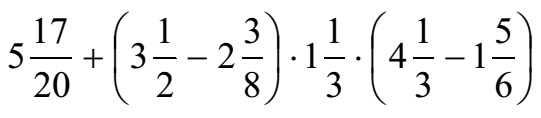 5 17/20 + (3 1/2 − 2 3/8) · 1 1/3 · (4 1/3 − 1 5/6)